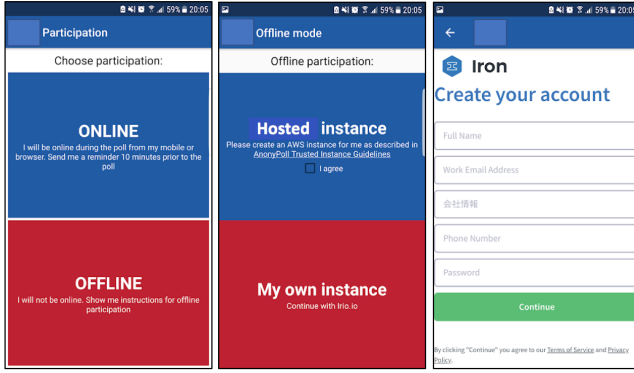 59% 20:05
Participation
Choose participation:
ONLINE
I will be online during the poll from my mobile or
browser. Send me a reminder 10 minutes prior to the
poll
OFFLINE
I will not be online. Show me instructions for offline
participation
59% 20:05
Offline mode
Offline participation:
Hosted instance
Please create an AWS instance for me as described in
AnonyPoll Trusted Instance Guidelines
I agree
My own instance
Continue with Irio.io
59% 20:05
Iron
Create your account
Full Name
Work Email Address
会社情報
Phone Number
Password
Continue
By clicking "Continue" you agree to our Terms of Service and Privacy
Policy.